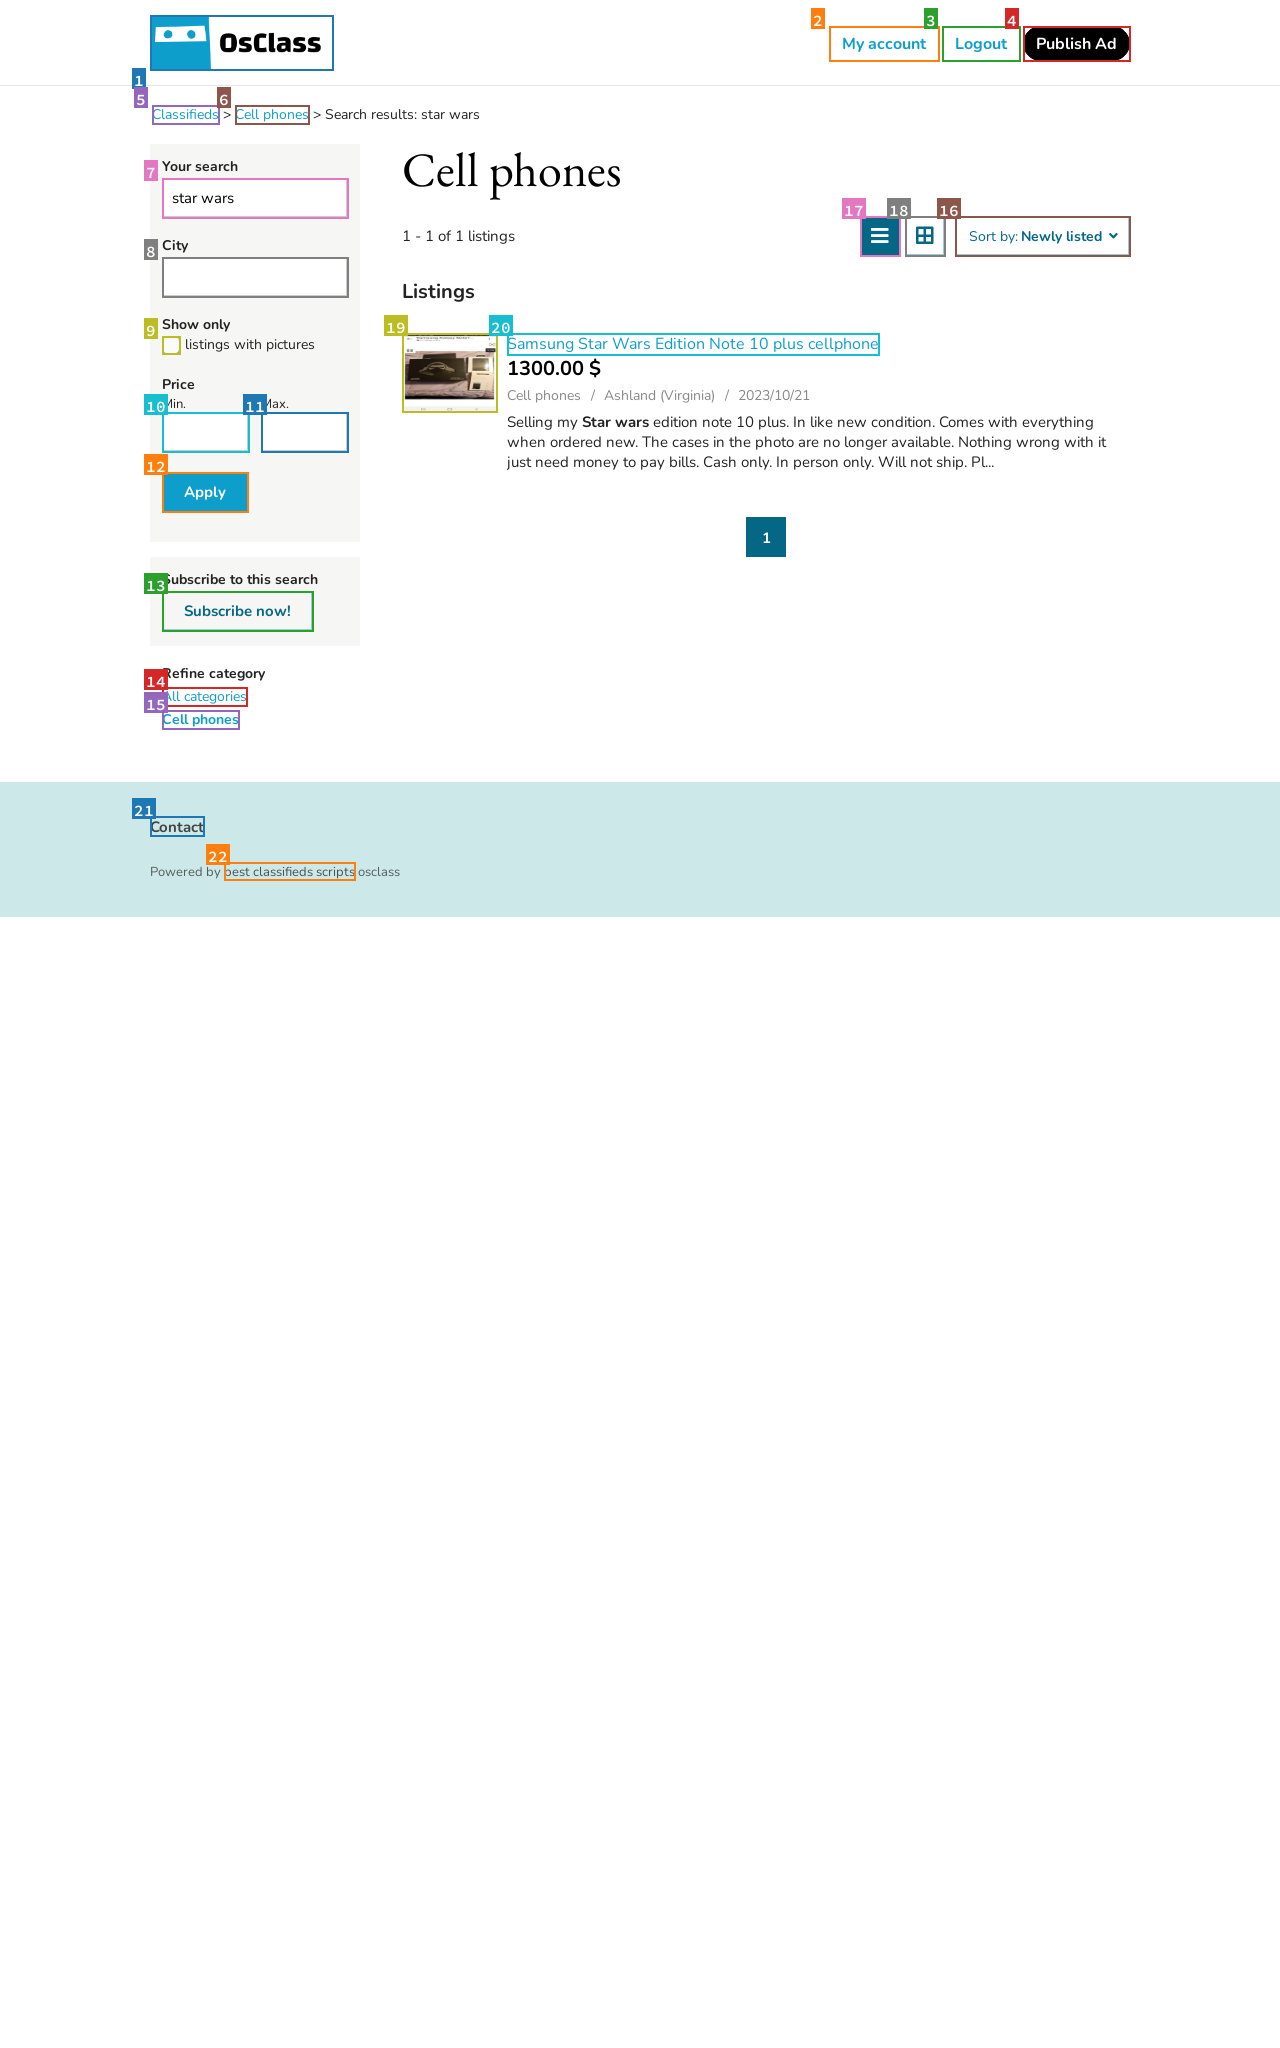 OsClass
2
My account
3
Logout
4
Publish Ad
1
5
Classifieds > 6 Cell phones > Search results: star wars
7
Your search
star wars
8
City
9
Show only
listings with pictures
Price
10
Min.
11
Max.
12
Apply
13
Subscribe to this search
Subscribe now!
Refine category
14
All categories
15
Cell phones
Cell phones
1 - 1 of 1 listings
17
18
16
Sort by: Newly listed
Listings
19
20
Samsung Star Wars Edition Note 10 plus cellphone
1300.00 $
Cell phones / Ashland (Virginia) / 2023/10/21
Selling my Star wars edition note 10 plus. In like new condition. Comes with everything
when ordered new. The cases in the photo are no longer available. Nothing wrong with it
just need money to pay bills. Cash only. In person only. Will not ship. Pl...
1
21
Contact
22
Powered by best classifieds scripts osclass